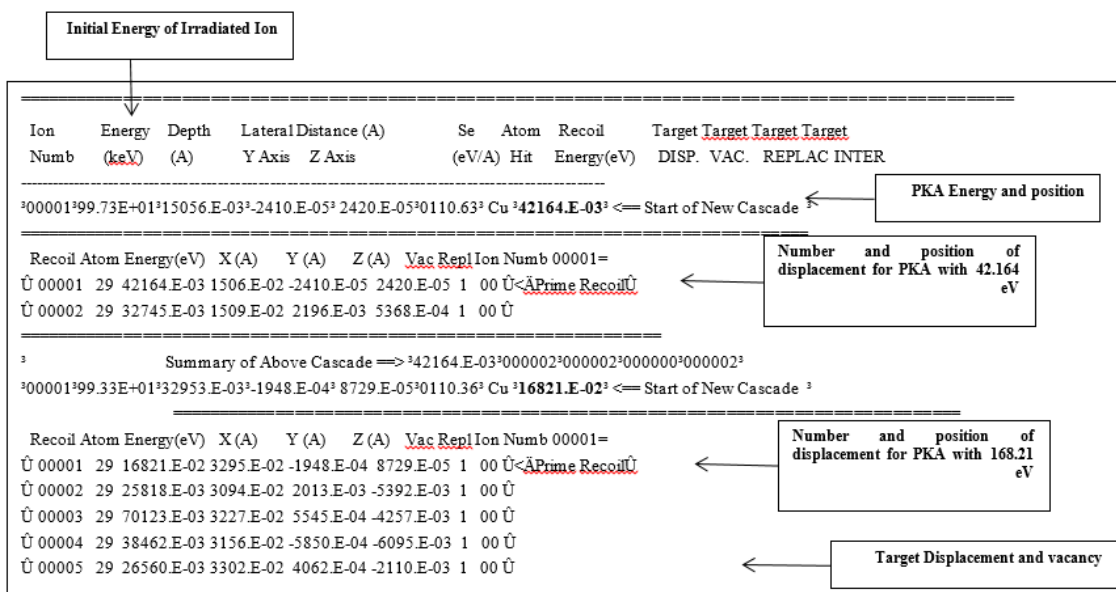 Initial Energy of Irradiated Ion
================================================================================
Ion Energy Depth Lateral Distance (A) Se Atom Recoil Target Target Target Target
Numb (keV) (A) Y Axis Z Axis (eV/A) Hit Energy(eV) DISP. VAC. REPLAC INTER
--------------------------------------------------------------------------------
³00001³99.73E+01³15056.E-03³-2410.E-05³ 2420.E-05³0110.63³ Cu ³42164.E-03³ <== Start of New Cascade ³
PKA Energy and position
================================================================================
Recoil Atom Energy(eV) X (A) Y (A) Z (A) Vac Repl Ion Numb 00001=
Û 00001 29 42164.E-03 1506.E-02 -2410.E-05 2420.E-05 1 00 Û<ÄPrime RecoilÛ
Û 00002 29 32745.E-03 1509.E-02 2196.E-03 5368.E-04 1 00 Û
Number and position of
displacement for PKA with 42.164
eV
================================================================================
³ Summary of Above Cascade ==> ³42164.E-03³000002³000002³000000³000002³
³00001³99.33E+01³32953.E-03³-1948.E-04³ 8729.E-05³0110.36³ Cu ³16821.E-02³ <== Start of New Cascade ³
================================================================================
Recoil Atom Energy(eV) X (A) Y (A) Z (A) Vac Repl Ion Numb 00001=
Û 00001 29 16821.E-02 3295.E-02 -1948.E-04 8729.E-05 1 00 Û<ÄPrime RecoilÛ
Û 00002 29 25818.E-03 3094.E-02 2013.E-03 -5392.E-03 1 00 Û
Û 00003 29 70123.E-03 3227.E-02 5545.E-04 -4257.E-03 1 00 Û
Û 00004 29 38462.E-03 3156.E-02 -5850.E-04 -6095.E-03 1 00 Û
Û 00005 29 26560.E-03 3302.E-02 4062.E-04 -2110.E-03 1 00 Û
Number and position of
displacement for PKA with 168.21
eV
Target Displacement and vacancy